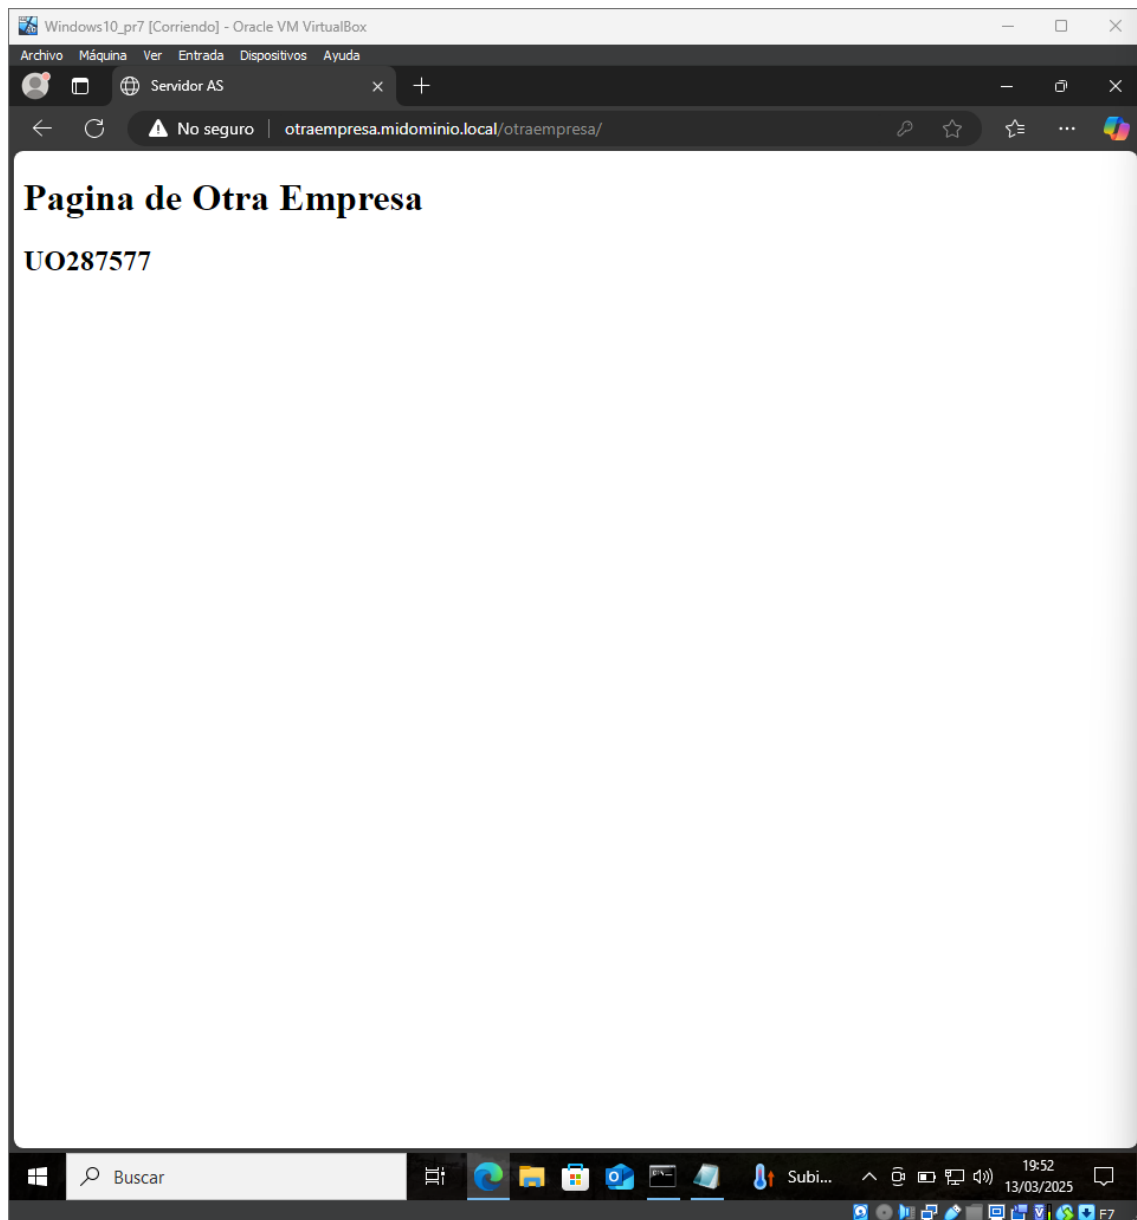 Windows10_pr7 [Corriendo] - Oracle VM VirtualBox
Archivo Máquina Ver Entrada Dispositivos Ayuda
Servidor AS
No seguro otraempresa.midominio.local/otraempresa/
Pagina de Otra Empresa
UO287577
Buscar
Subi...
19:52
13/03/2025
F7